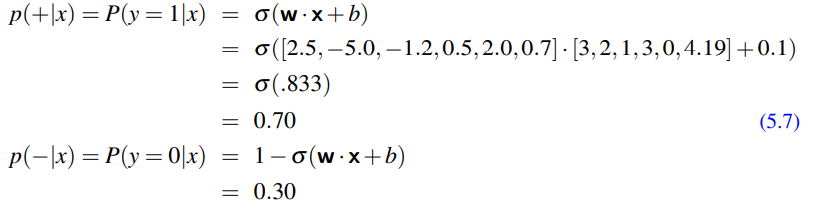 p(+|x) = P(y = 1|x) = σ(w · x + b)
= σ([2.5, −5.0, −1.2, 0.5, 2.0, 0.7] · [3, 2, 1, 3, 0, 4.19] + 0.1)
= σ(.833)
= 0.70 (5.7)
p(−|x) = P(y = 0|x) = 1 − σ(w · x + b)
= 0.30